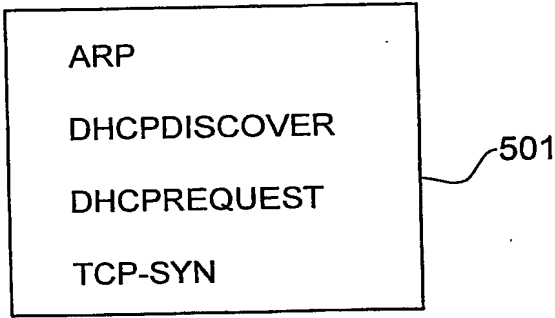 ARP
DHCPDISCOVER
501
DHCPREQUEST
TCP-SYN